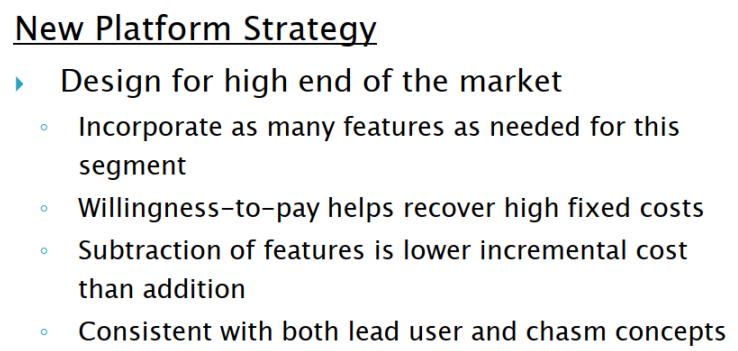 New Platform Strategy
Design for high end of the market
Incorporate as many features as needed for this
segment
Willingness-to-pay helps recover high fixed costs
Subtraction of features is lower incremental cost
than addition
Consistent with both lead user and chasm concepts